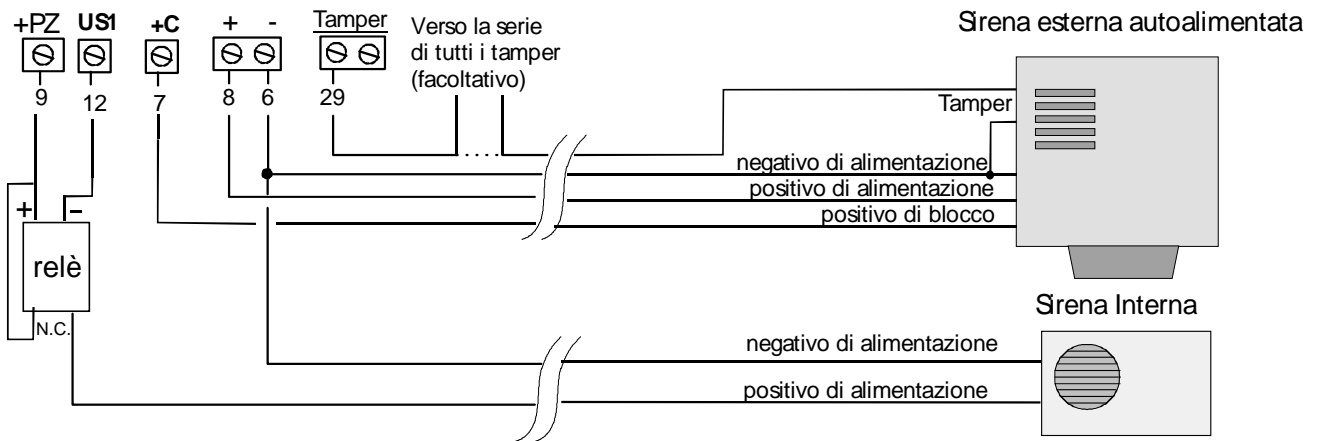 +PZ US1 +C + - Tamper
9 12 7 8 6 29
Verso la serie
di tutti i tamper
(facoltativo)
Sirena esterna autoalimentata
Tamper
negativo di alimentazione
positivo di alimentazione
positivo di blocco
+ -
relè
N.C.
Sirena Interna
negativo di alimentazione
positivo di alimentazione